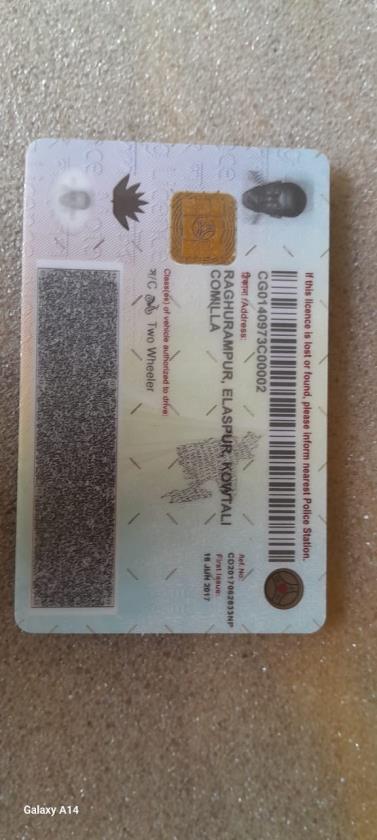 If this licence is lost or found, please inform nearest Police Station.
CG0140973C00002
ঠিকানা /Address:
RAGHURAMPUR, ELASPUR, KOWTALI
COMILLA
Ref. No:
CD2017062633NP
First Issue:
18 JUN 2017
Class(es) of vehicle authorized to drive:
ক/C Two Wheeler
Galaxy A14